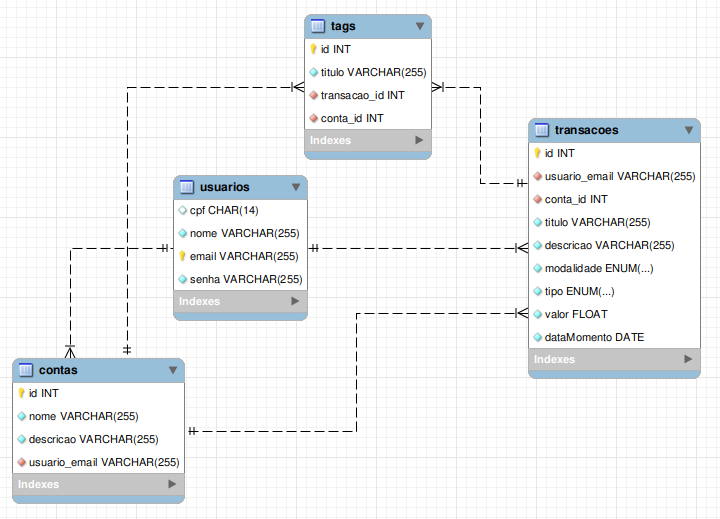 tags
id INT
titulo VARCHAR(255)
transacao_id INT
conta_id INT
Indexes
transacoes
id INT
usuario_email VARCHAR(255)
conta_id INT
titulo VARCHAR(255)
descricao VARCHAR(255)
modalidade ENUM(...)
tipo ENUM(...)
valor FLOAT
dataMomento DATE
Indexes
usuarios
cpf CHAR(14)
nome VARCHAR(255)
email VARCHAR(255)
senha VARCHAR(255)
Indexes
contas
id INT
nome VARCHAR(255)
descricao VARCHAR(255)
usuario_email VARCHAR(255)
Indexes